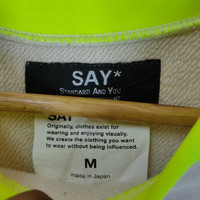 SAY*
STANDARD AND YOU
SAY
Originally, clothes exist for
wearing and enjoying visually.
We create the clothing you want
to wear without being influenced.
M
made in Japan